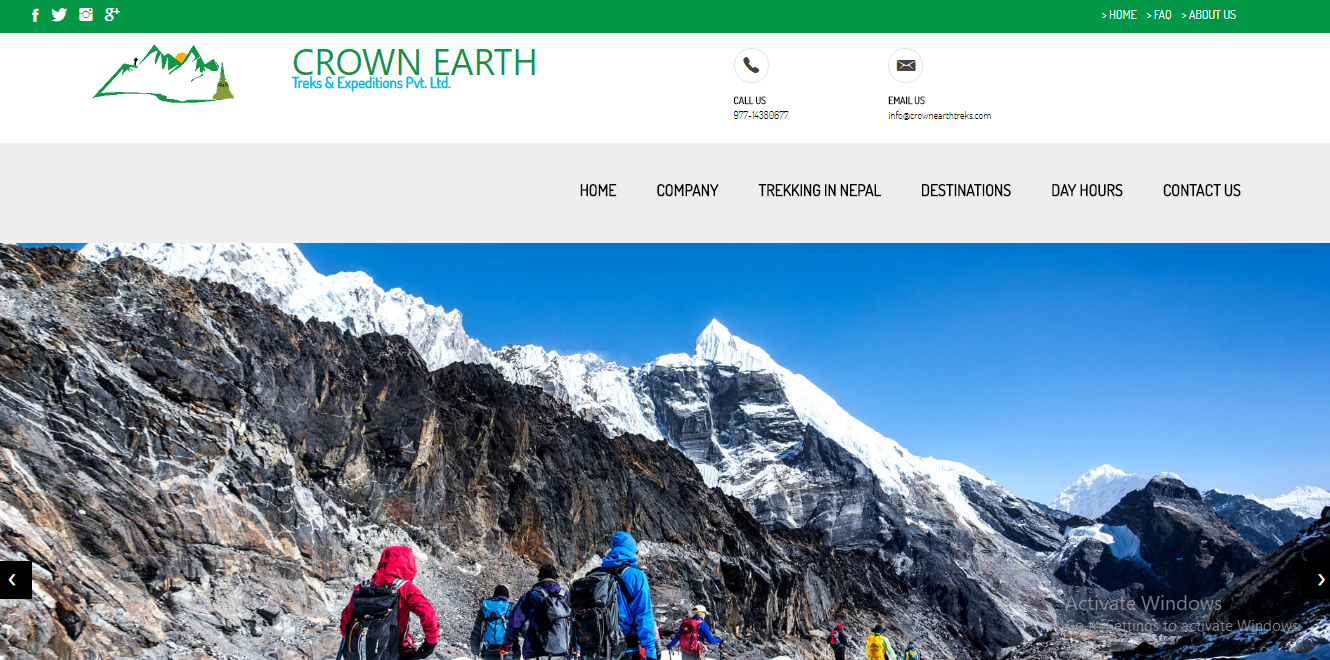 > HOME > FAQ > ABOUT US
CROWN EARTH
Treks & Expeditions Pvt. Ltd.
CALL US
977-14380677
EMAIL US
info@crownearthtreks.com
HOME COMPANY TREKKING IN NEPAL DESTINATIONS DAY HOURS CONTACT US
Activate Windows
Go to Settings to activate Windows.